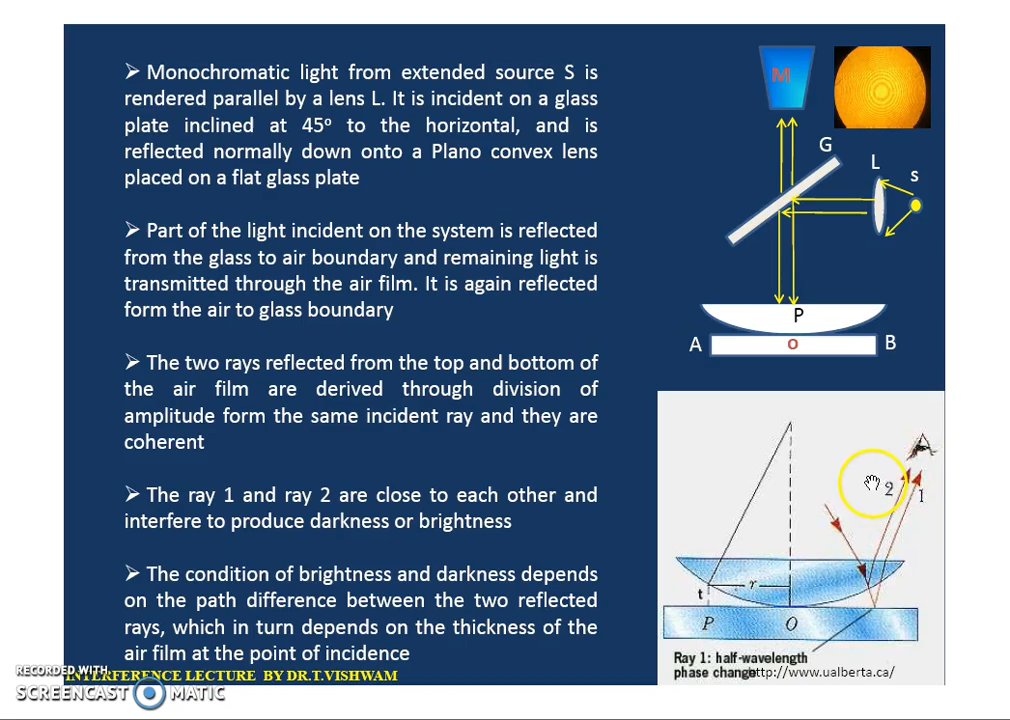 ➢ Monochromatic light from extended source S is
rendered parallel by a lens L. It is incident on a glass
plate inclined at 45° to the horizontal, and is
reflected normally down onto a Plano convex lens
placed on a flat glass plate
➢ Part of the light incident on the system is reflected
from the glass to air boundary and remaining light is
transmitted through the air film. It is again reflected
form the air to glass boundary
➢ The two rays reflected from the top and bottom of
the air film are derived through division of
amplitude form the same incident ray and they are
coherent
➢ The ray 1 and ray 2 are close to each other and
interfere to produce darkness or brightness
➢ The condition of brightness and darkness depends
on the path difference between the two reflected
rays, which in turn depends on the thickness of the
air film at the point of incidence
M
G
L
s
P
A
O
B
2
1
r
t
P
O
Ray 1: half-wavelength
phase change
http://www.ualberta.ca/
RECORDED WITH
INTERFERENCE LECTURE BY DR.T.VISHWAM
SCREENCAST MATIC